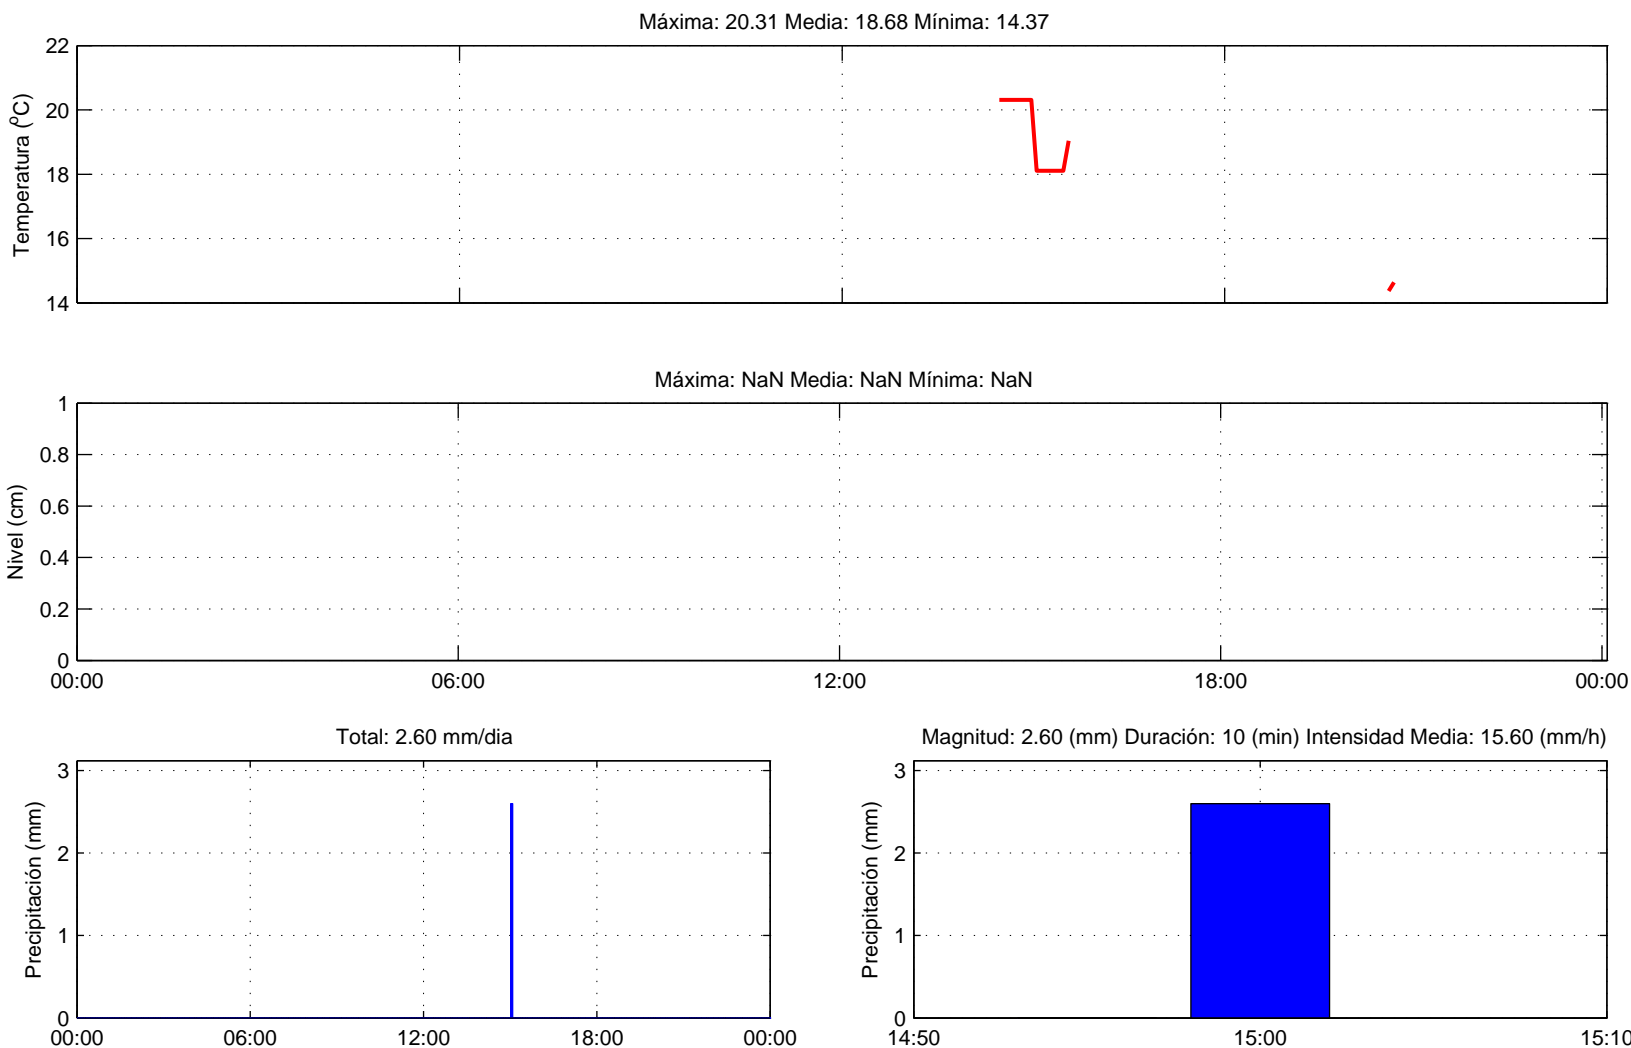 Máxima: 20.31 Media: 18.68 Mínima: 14.37
Temperatura (ºC)
22
20
18
16
14
Máxima: NaN Media: NaN Mínima: NaN
Nivel (cm)
1
0.8
0.6
0.4
0.2
0
00:00 06:00 12:00 18:00 00:00
Total: 2.60 mm/dia
Precipitación (mm)
3
2
1
0
00:00 06:00 12:00 18:00 00:00
Magnitud: 2.60 (mm) Duración: 10 (min) Intensidad Media: 15.60 (mm/h)
Precipitación (mm)
3
2
1
0
14:50 15:00 15:10